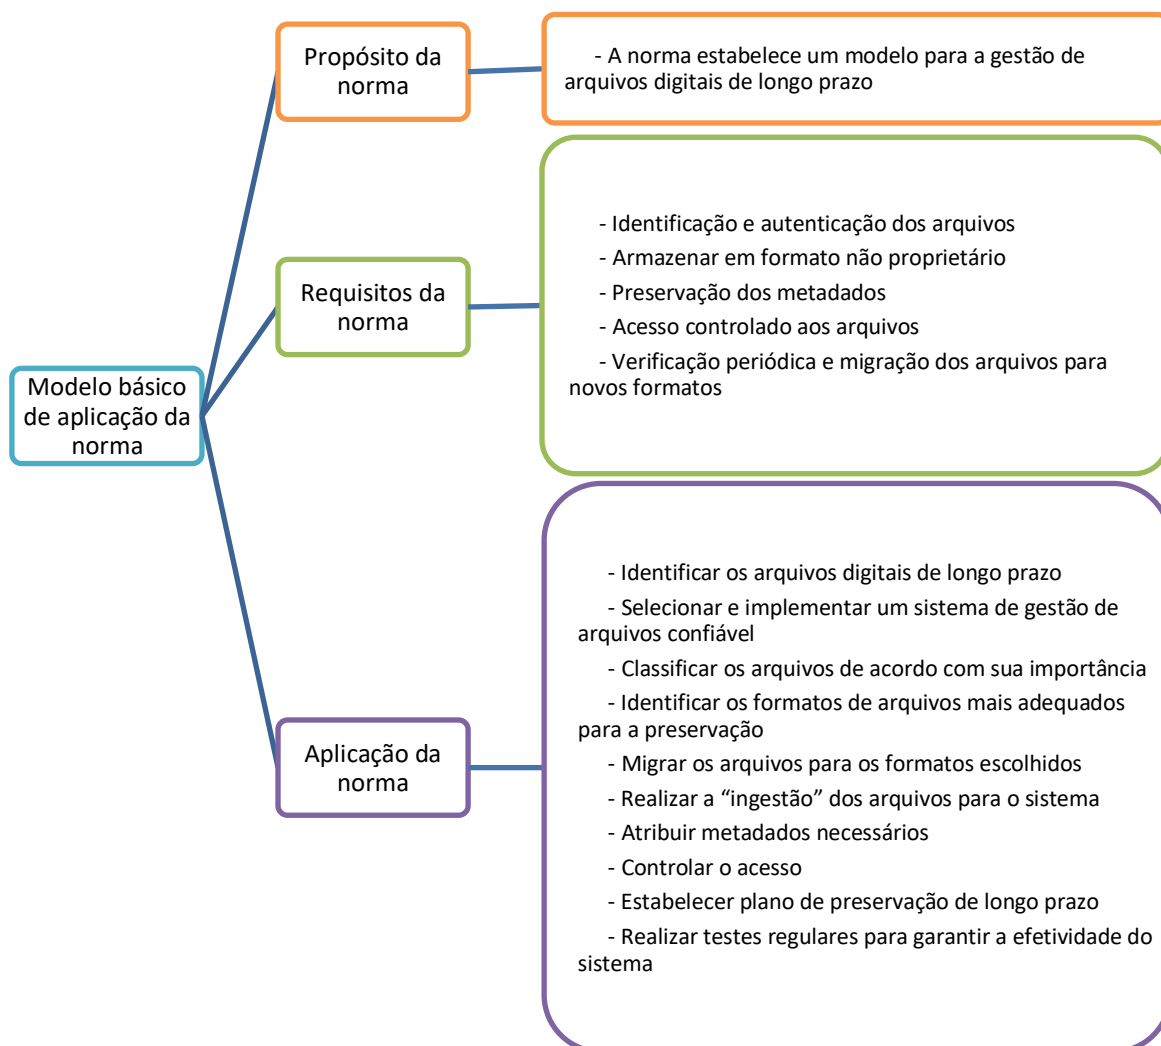 Propósito da
norma
- A norma estabelece um modelo para a gestão de
arquivos digitais de longo prazo
Modelo básico
de aplicação da
norma
Requisitos da
norma
- Identificação e autenticação dos arquivos
- Armazenar em formato não proprietário
- Preservação dos metadados
- Acesso controlado aos arquivos
- Verificação periódica e migração dos arquivos para
novos formatos
Aplicação da
norma
- Identificar os arquivos digitais de longo prazo
- Selecionar e implementar um sistema de gestão de
arquivos confiável
- Classificar os arquivos de acordo com sua importância
- Identificar os formatos de arquivos mais adequados
para a preservação
- Migrar os arquivos para os formatos escolhidos
- Realizar a “ingestão” dos arquivos para o sistema
- Atribuir metadados necessários
- Controlar o acesso
- Estabelecer plano de preservação de longo prazo
- Realizar testes regulares para garantir a efetividade do
sistema